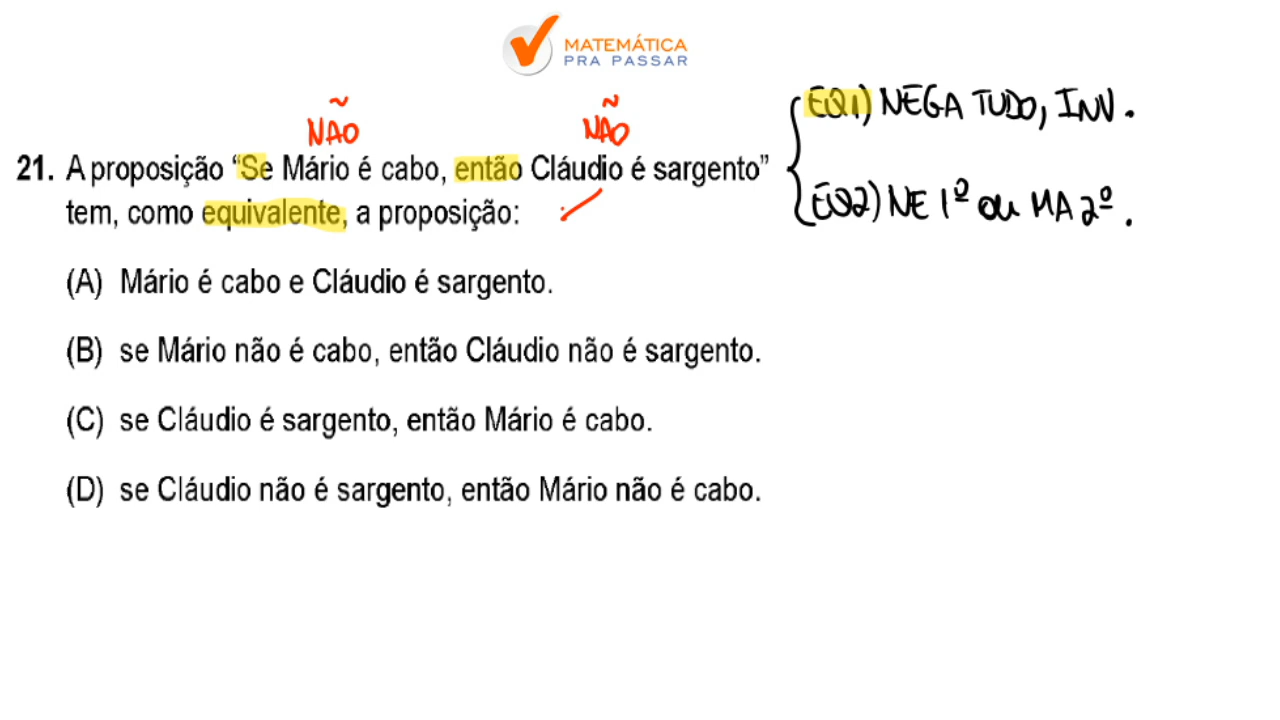 MATEMÁTICA
PRA PASSAR
EQ1) NEGA TUDO, INV.
~ ~
NÃO NÃO
21. A proposição “Se Mário é cabo, então Cláudio é sargento”
tem, como equivalente, a proposição:
EQ2) NE 1º OU MA 2º.
(A) Mário é cabo e Cláudio é sargento.
(B) se Mário não é cabo, então Cláudio não é sargento.
(C) se Cláudio é sargento, então Mário é cabo.
(D) se Cláudio não é sargento, então Mário não é cabo.